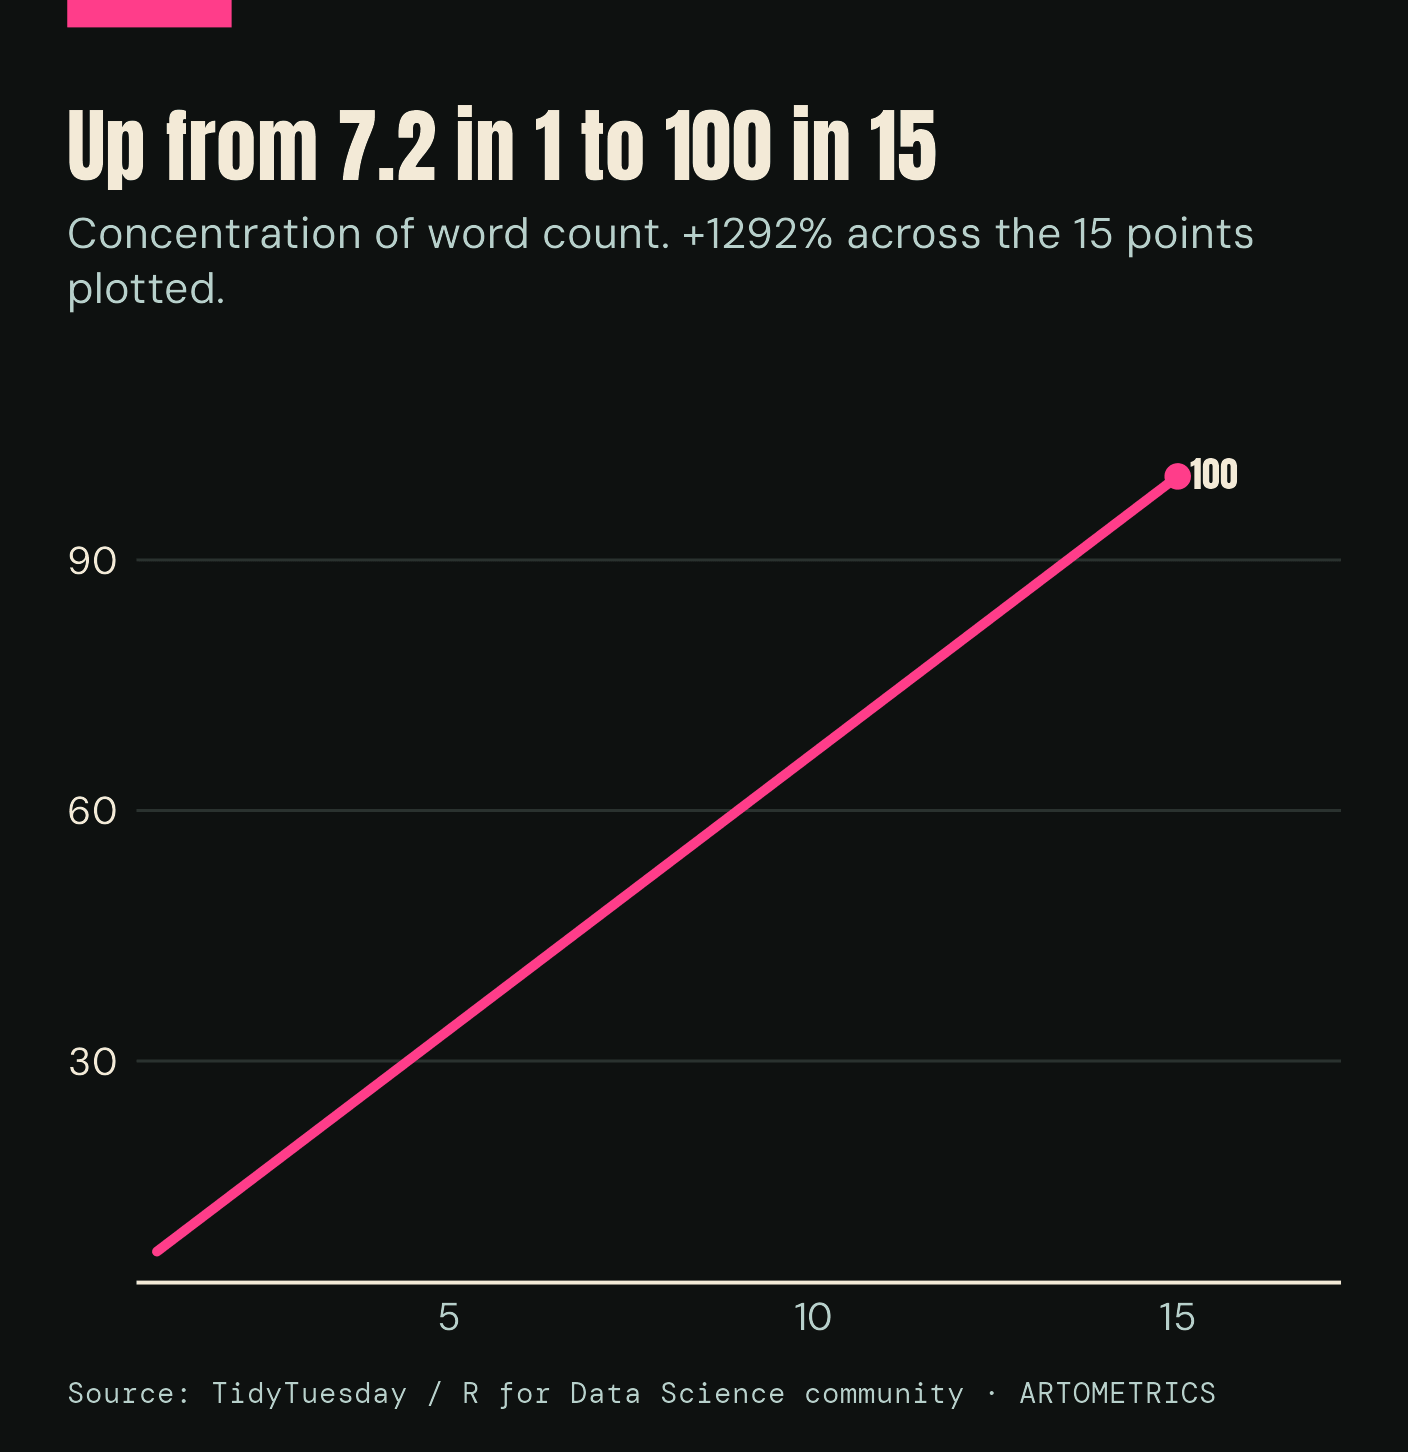 Up from 7.2 in 1 to 100 in 15
Concentration of word count. +1292% across the 15 points
plotted.
100
90
60
30
5 10 15
Source: TidyTuesday / R for Data Science community · ARTOMETRICS